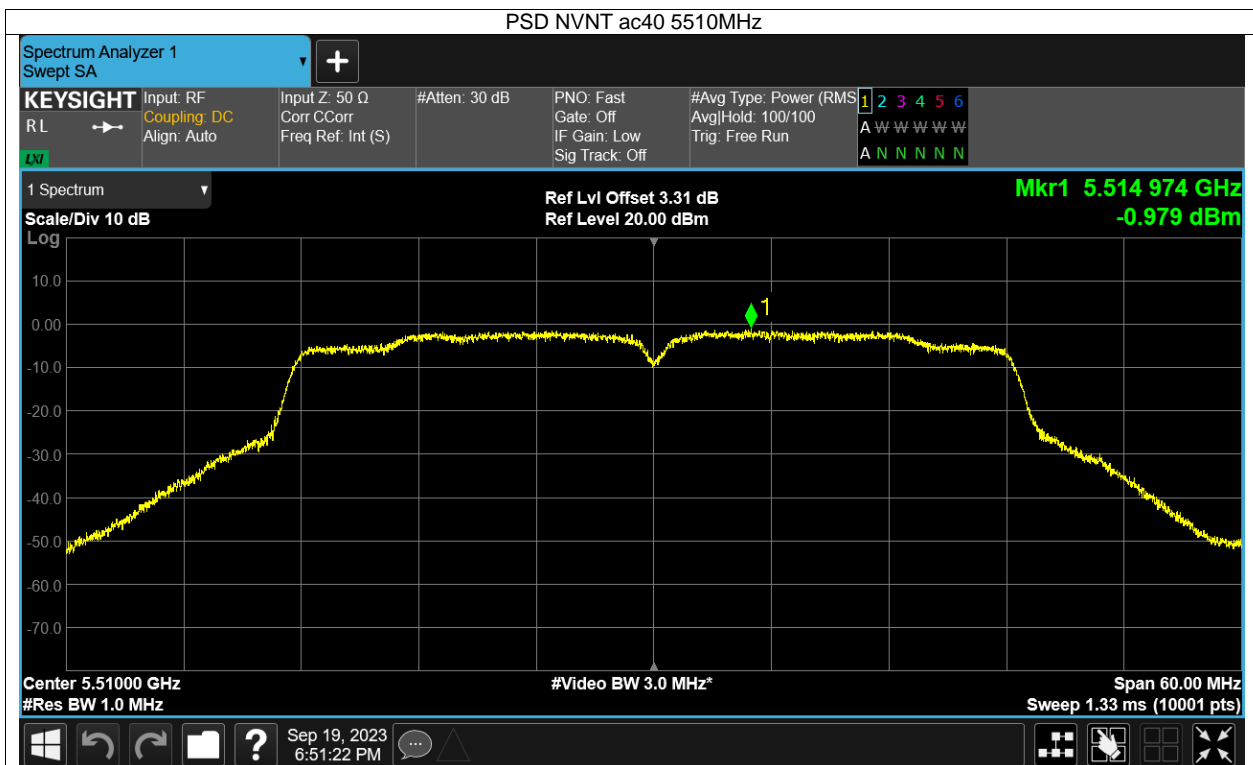 PSD NVNT ac40 5510MHz
Spectrum Analyzer 1
Swept SA
KEYSIGHT
RL
LXI
Input: RF
Coupling: DC
Align: Auto
Input Z: 50 Ω
Corr CCorr
Freq Ref: Int (S)
#Atten: 30 dB
PNO: Fast
Gate: Off
IF Gain: Low
Sig Track: Off
#Avg Type: Power (RMS
Avg|Hold: 100/100
Trig: Free Run
1 2 3 4 5 6
A W W W W W
A N N N N N
1 Spectrum
Scale/Div 10 dB
Log
Ref Lvl Offset 3.31 dB
Ref Level 20.00 dBm
Mkr1 5.514 974 GHz
-0.979 dBm
10.0
0.00
-10.0
-20.0
-30.0
-40.0
-50.0
-60.0
-70.0
1
Center 5.51000 GHz
#Res BW 1.0 MHz
#Video BW 3.0 MHz*
Span 60.00 MHz
Sweep 1.33 ms (10001 pts)
?
Sep 19, 2023
6:51:22 PM